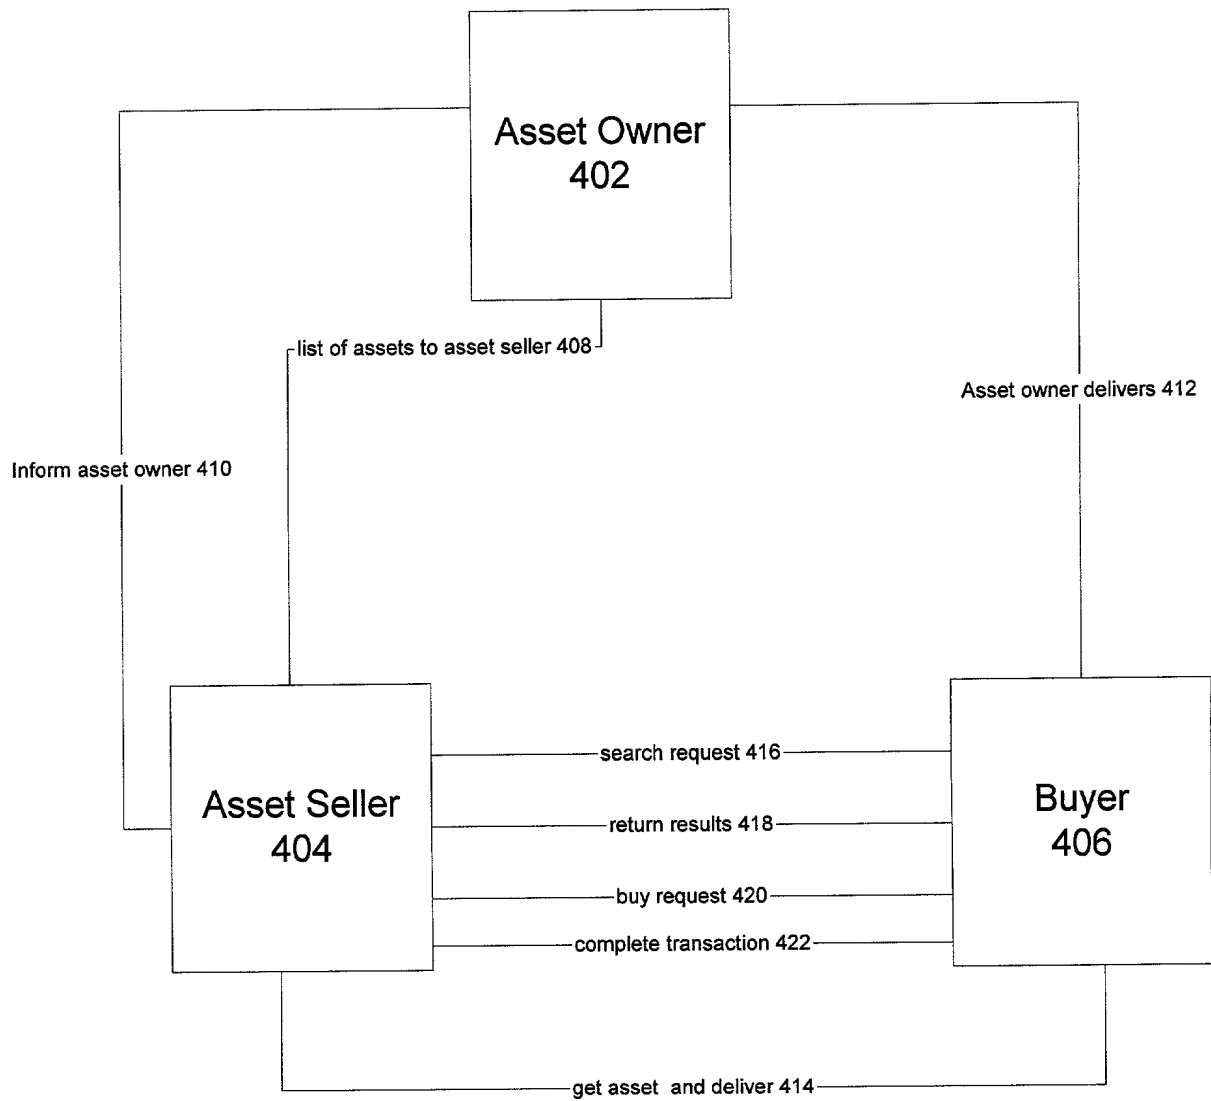 Asset Owner
402
list of assets to asset seller 408
Asset owner delivers 412
Inform asset owner 410
search request 416
Asset Seller
404
return results 418
Buyer
406
buy request 420
complete transaction 422
get asset and deliver 414